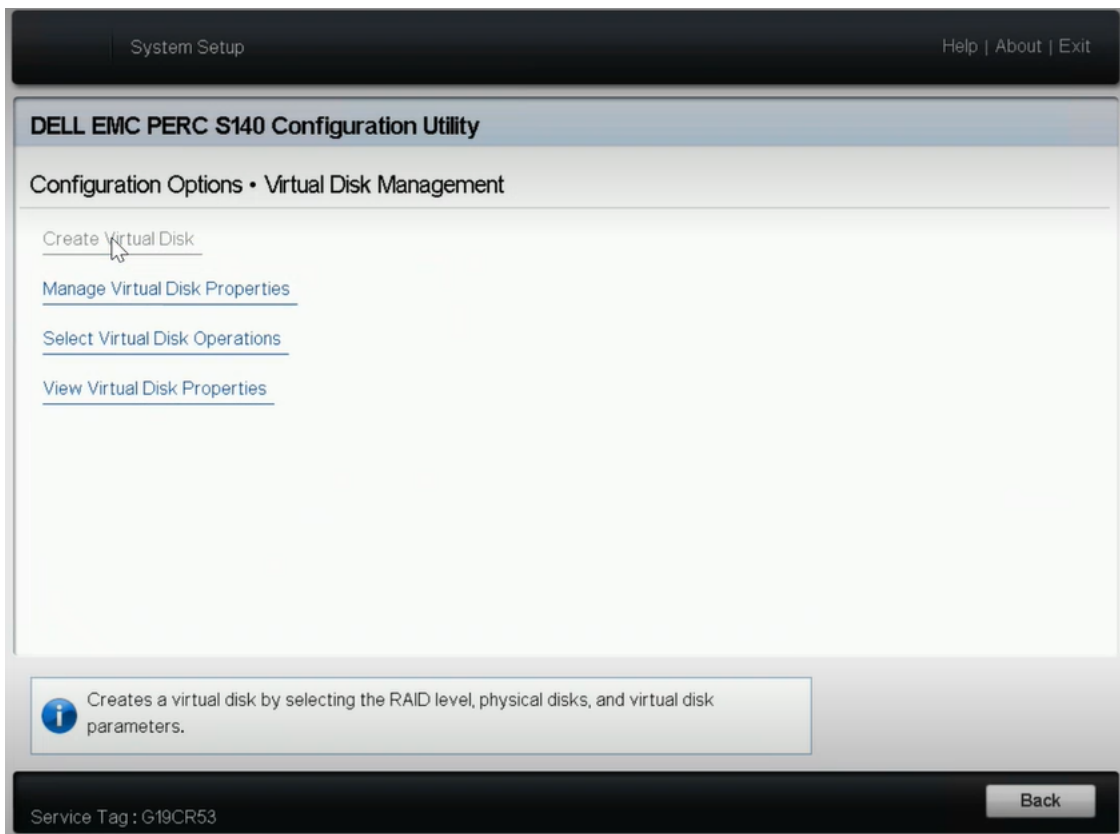 System Setup
Help | About | Exit
DELL EMC PERC S140 Configuration Utility
Configuration Options • Virtual Disk Management
Create Virtual Disk
Manage Virtual Disk Properties
Select Virtual Disk Operations
View Virtual Disk Properties
Creates a virtual disk by selecting the RAID level, physical disks, and virtual disk
parameters.
Service Tag : G19CR53
Back